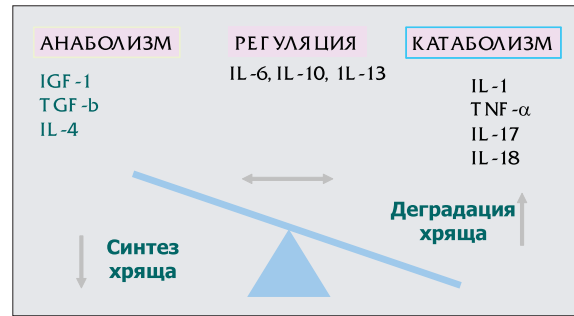 АНАБОЛИЗМ
IGF-1
TGF-b
IL-4
РЕГУЛЯЦИЯ
IL-6, IL-10, 1L-13
КАТАБОЛИЗМ
IL-1
TNF-α
IL-17
IL-18
Синтез
хряща
Деградация
хряща